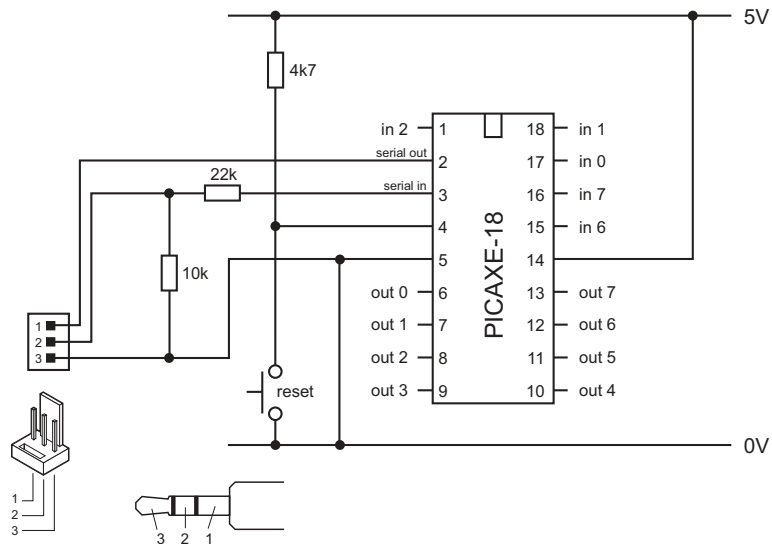 5V
4k7
in 2 1 18 in 1
serial out 2 17 in 0
22k serial in 3 16 in 7
4 15 in 6
10k 5 14
out 0 6 13 out 7
out 1 7 12 out 6
out 2 8 11 out 5
out 3 9 10 out 4
PICAXE-18
1
2
3
reset
0V
1
2
3
3 2 1